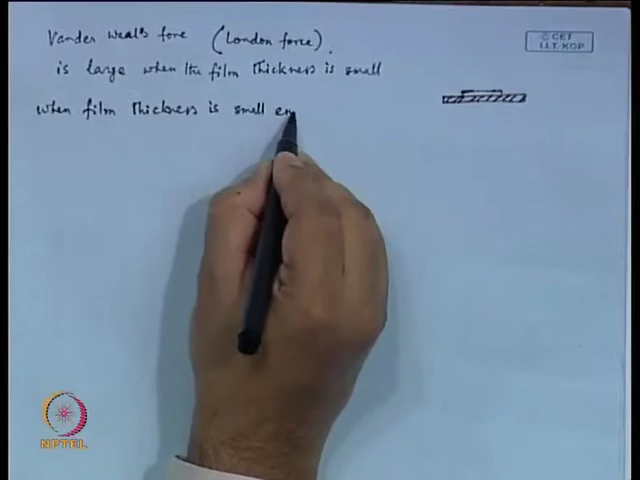 Vander Weal's force (London force).
is large when the film thickness is small
when film thickness is small en
© CET
I.I.T. KGP
NPTEL